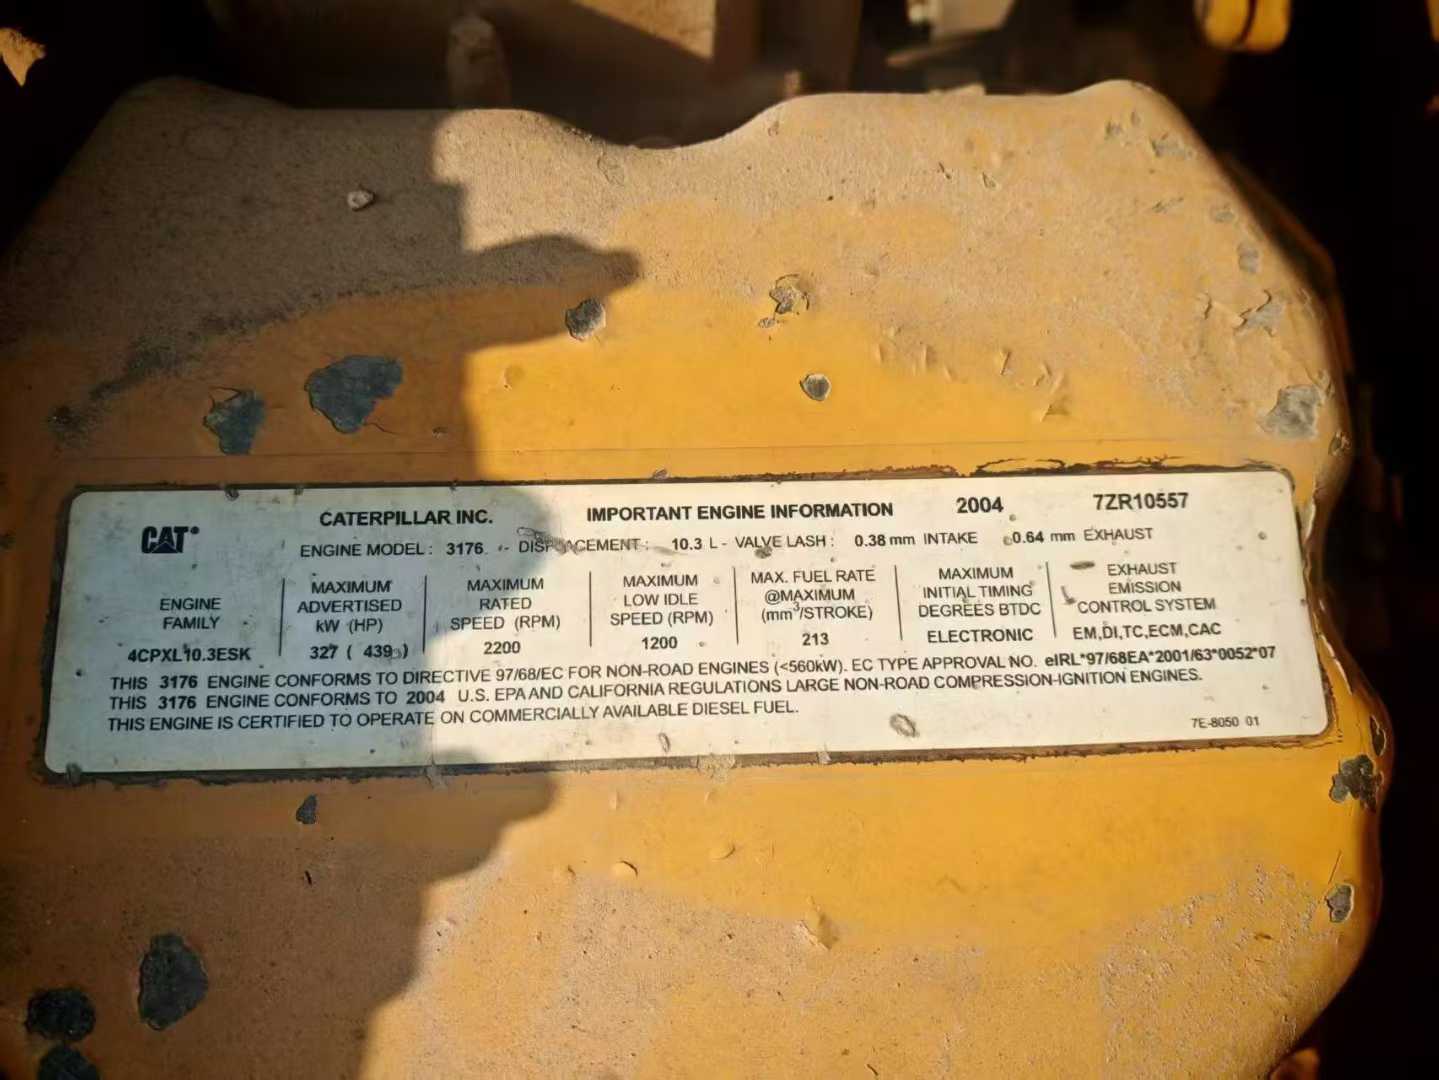 CAT CATERPILLAR INC. IMPORTANT ENGINE INFORMATION 2004 7ZR10557
ENGINE MODEL: 3176 - DISPLACEMENT: 10.3 L - VALVE LASH: 0.38 mm INTAKE 0.64 mm EXHAUST
ENGINE
FAMILY
4CPXL10.3ESK
MAXIMUM
ADVERTISED
kW (HP)
327 ( 439 )
MAXIMUM
RATED
SPEED (RPM)
2200
MAXIMUM
LOW IDLE
SPEED (RPM)
1200
MAX. FUEL RATE
@MAXIMUM
(mm³/STROKE)
213
MAXIMUM
INITIAL TIMING
DEGREES BTDC
ELECTRONIC
EXHAUST
EMISSION
CONTROL SYSTEM
EM,DI,TC,ECM,CAC
THIS 3176 ENGINE CONFORMS TO DIRECTIVE 97/68/EC FOR NON-ROAD ENGINES (<560kW). EC TYPE APPROVAL NO. eIRL*97/68EA*2001/63*0052*07
THIS 3176 ENGINE CONFORMS TO 2004 U.S. EPA AND CALIFORNIA REGULATIONS LARGE NON-ROAD COMPRESSION-IGNITION ENGINES.
THIS ENGINE IS CERTIFIED TO OPERATE ON COMMERCIALLY AVAILABLE DIESEL FUEL.
7E-8050 01